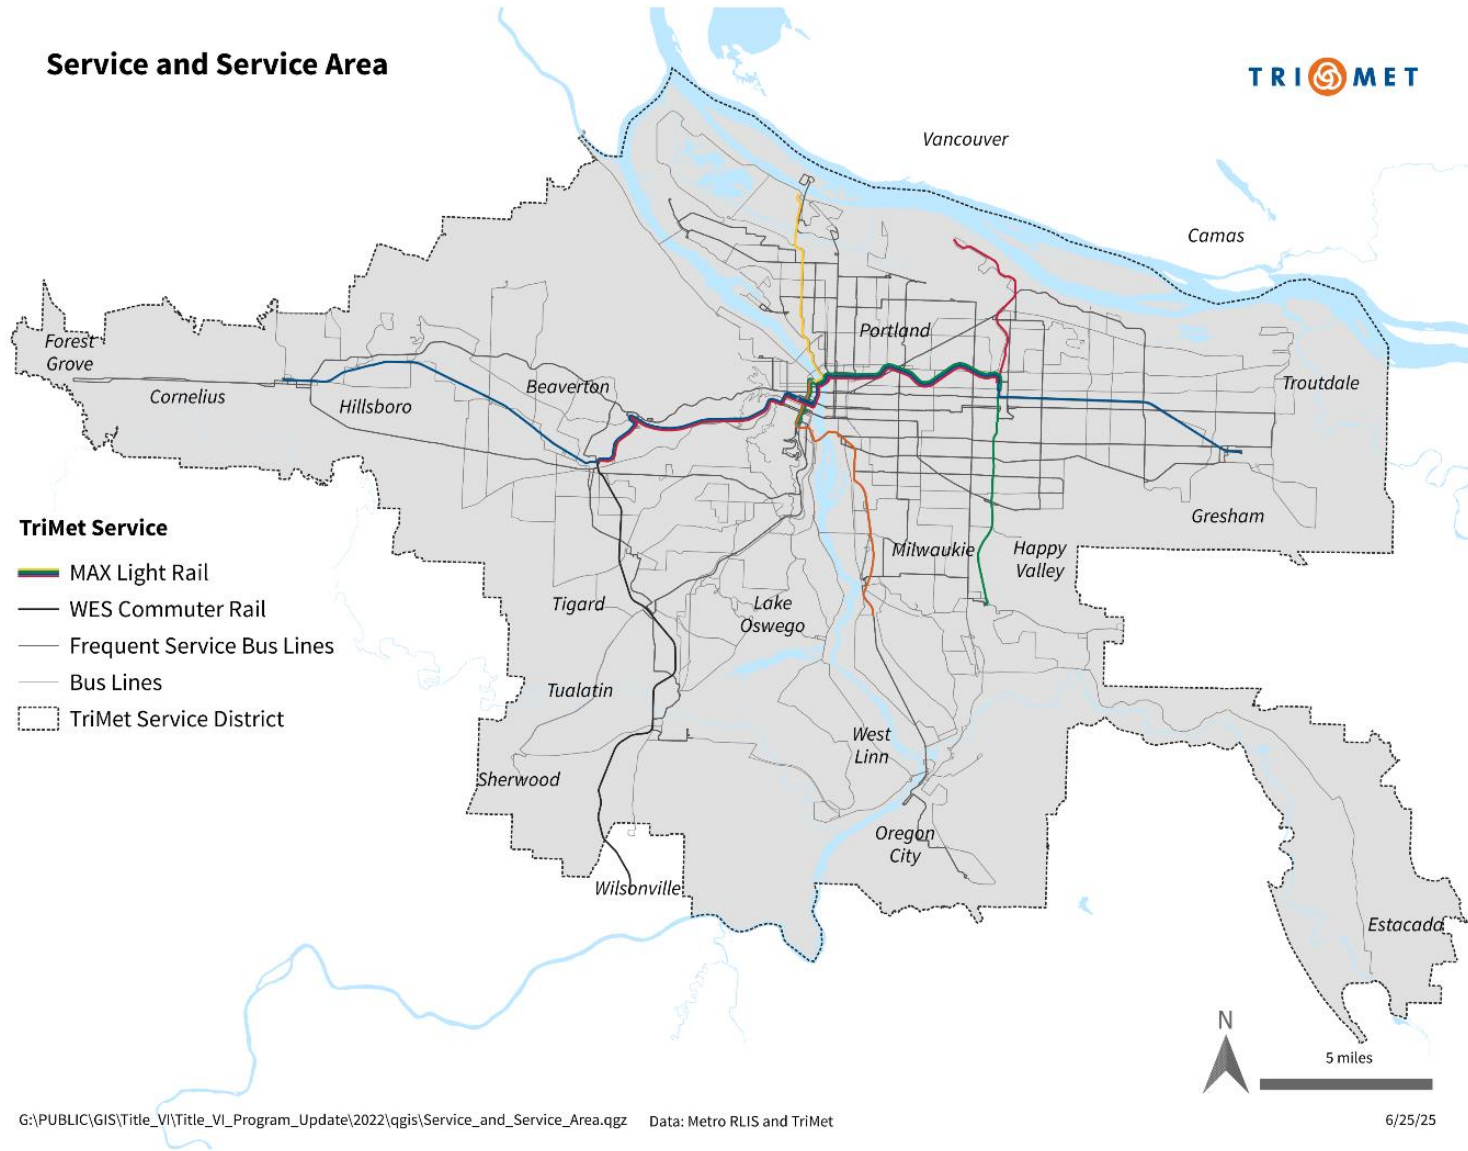 Service and Service Area
TRIMET
Vancouver
Camas
Portland
Forest
Grove
Cornelius
Hillsboro
Beaverton
Troutdale
Gresham
TriMet Service
MAX Light Rail
WES Commuter Rail
Frequent Service Bus Lines
Bus Lines
TriMet Service District
Milwaukie
Happy
Valley
Tigard
Lake
Oswego
Tualatin
West
Linn
Sherwood
Oregon
City
Wilsonville
Estacada
N
5 miles
G:\PUBLIC\GIS\Title_VI\Title_VI_Program_Update\2022\qgis\Service_and_Service_Area.qgz
Data: Metro RLIS and TriMet
6/25/25